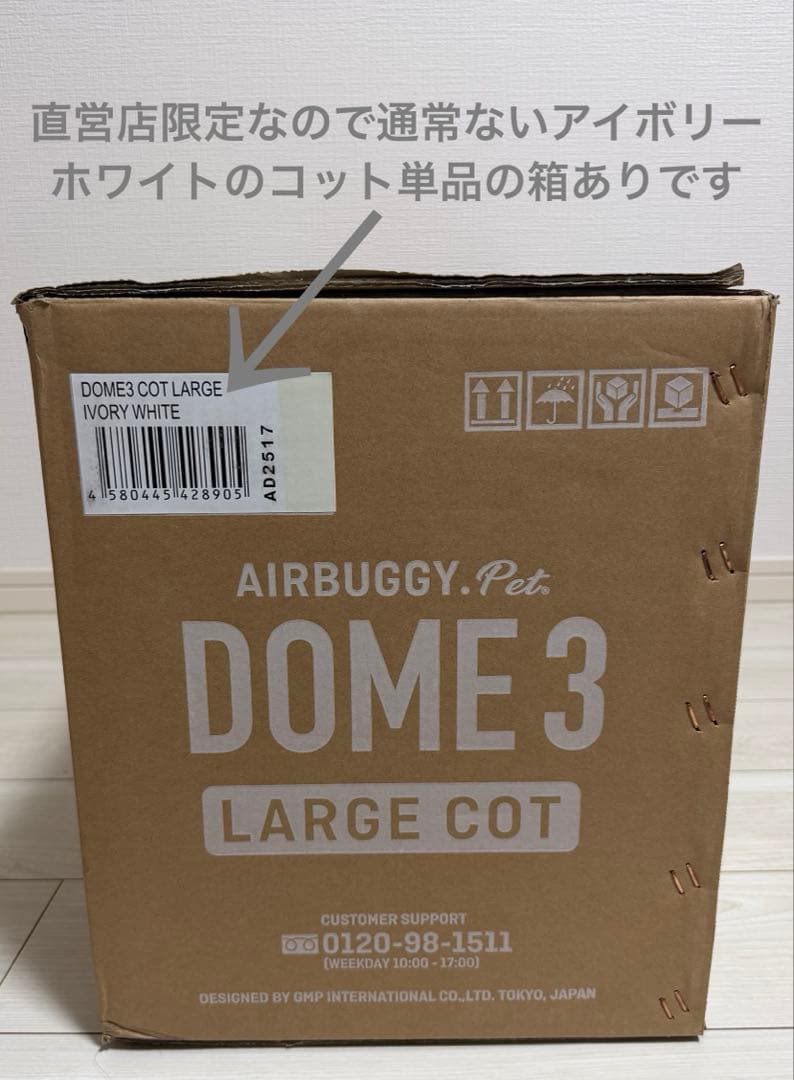 直営店限定なので通常ないアイボリー
ホワイトのコット単品の箱ありです
DOME3 COT LARGE
IVORY WHITE
4 580445 428905
AD2517
AIRBUGGY.Pet®
DOME 3
LARGE COT
CUSTOMER SUPPORT
0120-98-1511
(WEEKDAY 10:00 - 17:00)
DESIGNED BY GMP INTERNATIONAL CO.,LTD. TOKYO, JAPAN